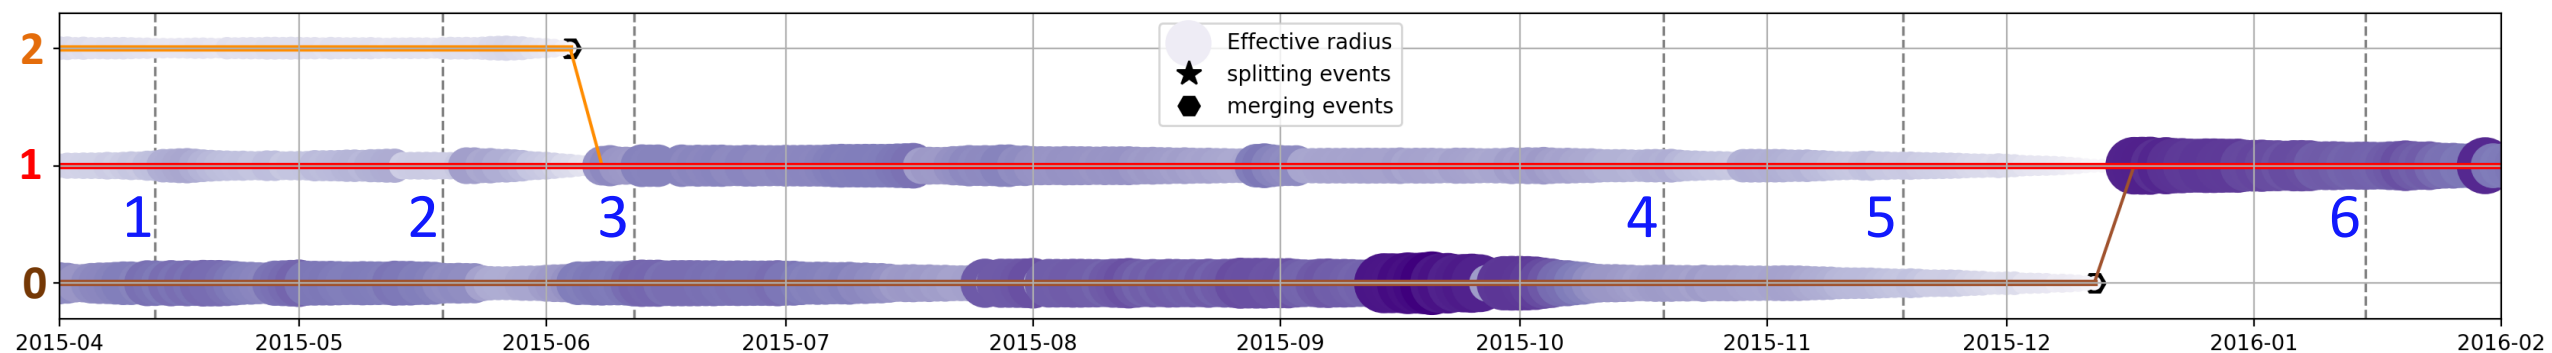 2
Effective radius
splitting events
merging events
1
1 2 3 4 5 6
0
2015-04 2015-05 2015-06 2015-07 2015-08 2015-09 2015-10 2015-11 2015-12 2016-01 2016-02